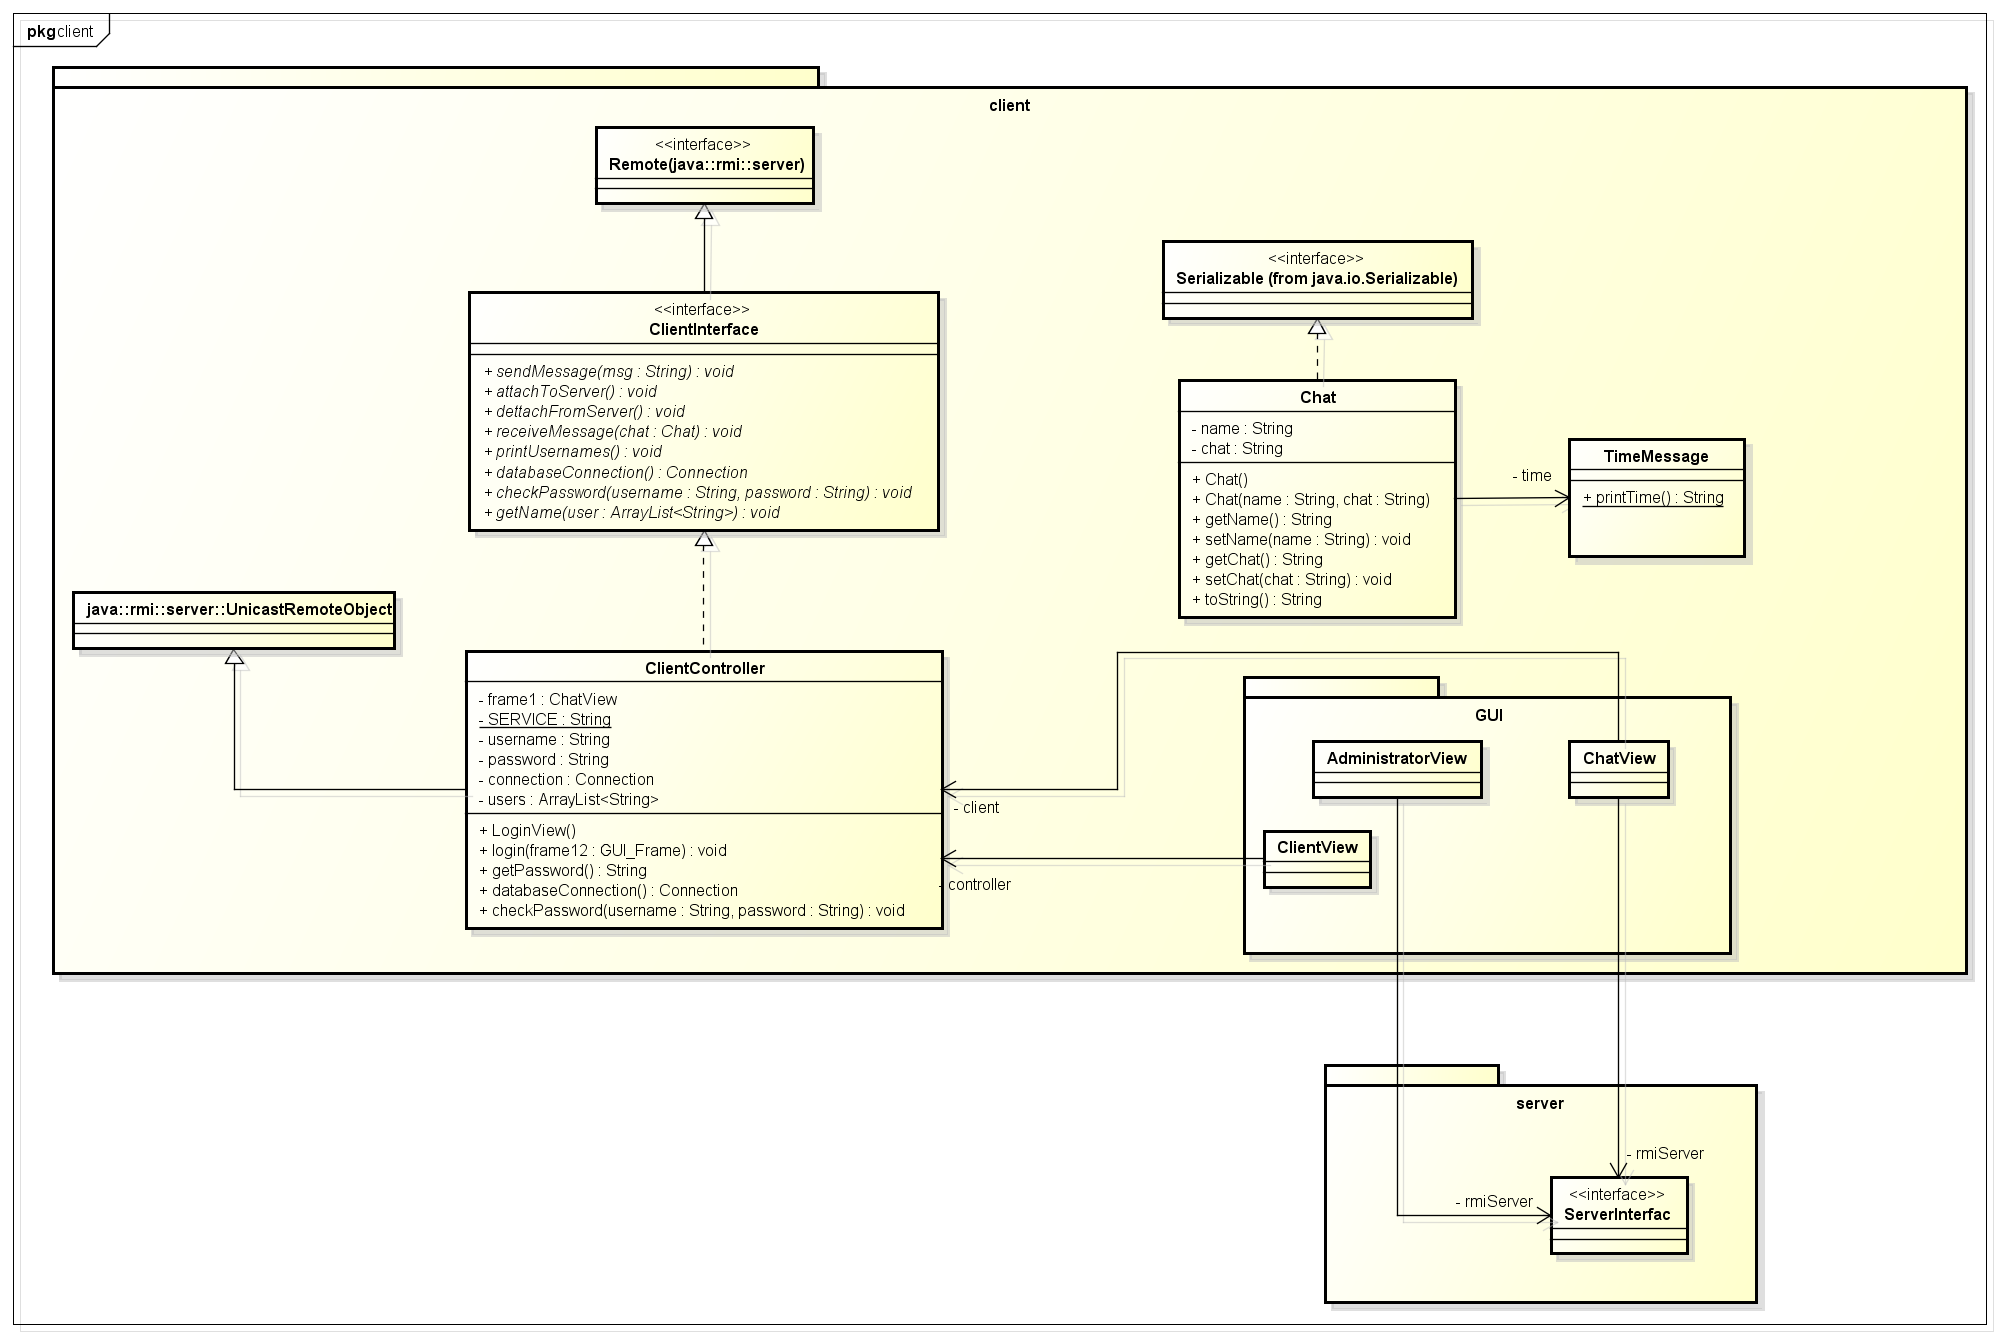 pkg client
client
<<interface>>
Remote(java::rmi::server)
<<interface>>
Serializable (from java.io.Serializable)
<<interface>>
ClientInterface
+ sendMessage(msg : String) : void
+ attachToServer() : void
+ dettachFromServer() : void
+ receiveMessage(chat : Chat) : void
+ printUsernames() : void
+ databaseConnection() : Connection
+ checkPassword(username : String, password : String) : void
+ getName(user : ArrayList<String>) : void
Chat
- name : String
- chat : String
+ Chat()
+ Chat(name : String, chat : String)
+ getName() : String
+ setName(name : String) : void
+ getChat() : String
+ setChat(chat : String) : void
+ toString() : String
- time
TimeMessage
+ printTime() : String
java::rmi::server::UnicastRemoteObject
ClientController
- frame1 : ChatView
- SERVICE : String
- username : String
- password : String
- connection : Connection
- users : ArrayList<String>
+ LoginView()
+ login(frame12 : GUI_Frame) : void
+ getPassword() : String
+ databaseConnection() : Connection
+ checkPassword(username : String, password : String) : void
- client
- controller
GUI
AdministratorView
ChatView
ClientView
server
- rmiServer
- rmiServer
<<interface>>
ServerInterfac